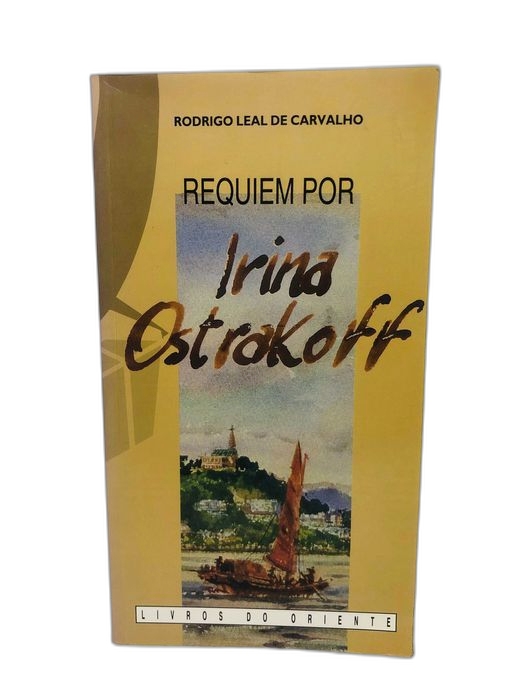 RODRIGO LEAL DE CARVALHO
REQUIEM POR
Irina
Ostrakoff
LIVROS DO ORIENTE